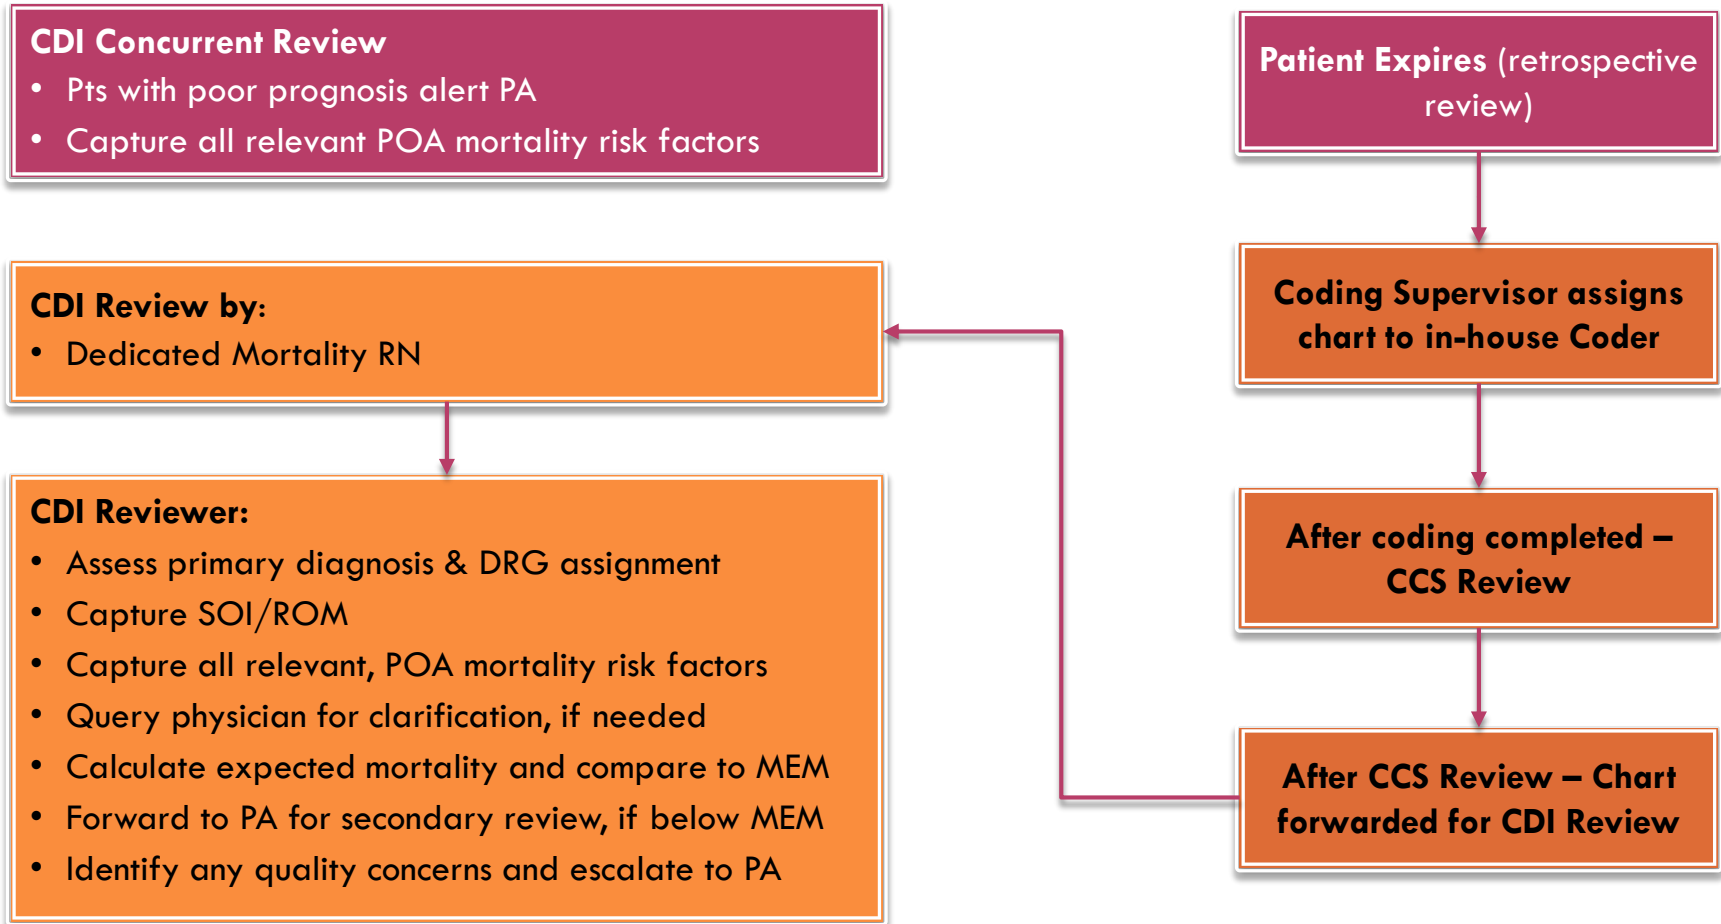 CDI Concurrent Review
• Pts with poor prognosis alert PA
• Capture all relevant POA mortality risk factors
CDI Review by:
• Dedicated Mortality RN
CDI Reviewer:
• Assess primary diagnosis & DRG assignment
• Capture SOI/ROM
• Capture all relevant, POA mortality risk factors
• Query physician for clarification, if needed
• Calculate expected mortality and compare to MEM
• Forward to PA for secondary review, if below MEM
• Identify any quality concerns and escalate to PA
Patient Expires (retrospective
review)
Coding Supervisor assigns
chart to in-house Coder
After coding completed –
CCS Review
After CCS Review – Chart
forwarded for CDI Review